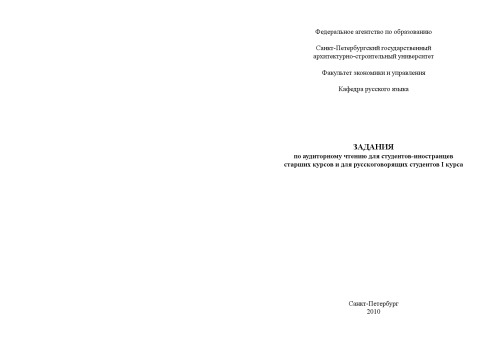 Федеральное агентство по образованию
Санкт-Петербургский государственный
архитектурно-строительный университет
Факультет экономики и управления
Кафедра русского языка
ЗАДАНИЯ
по аудиторному чтению для студентов-иностранцев
старших курсов и для русскоговорящих студентов I курса
Санкт-Петербург
2010